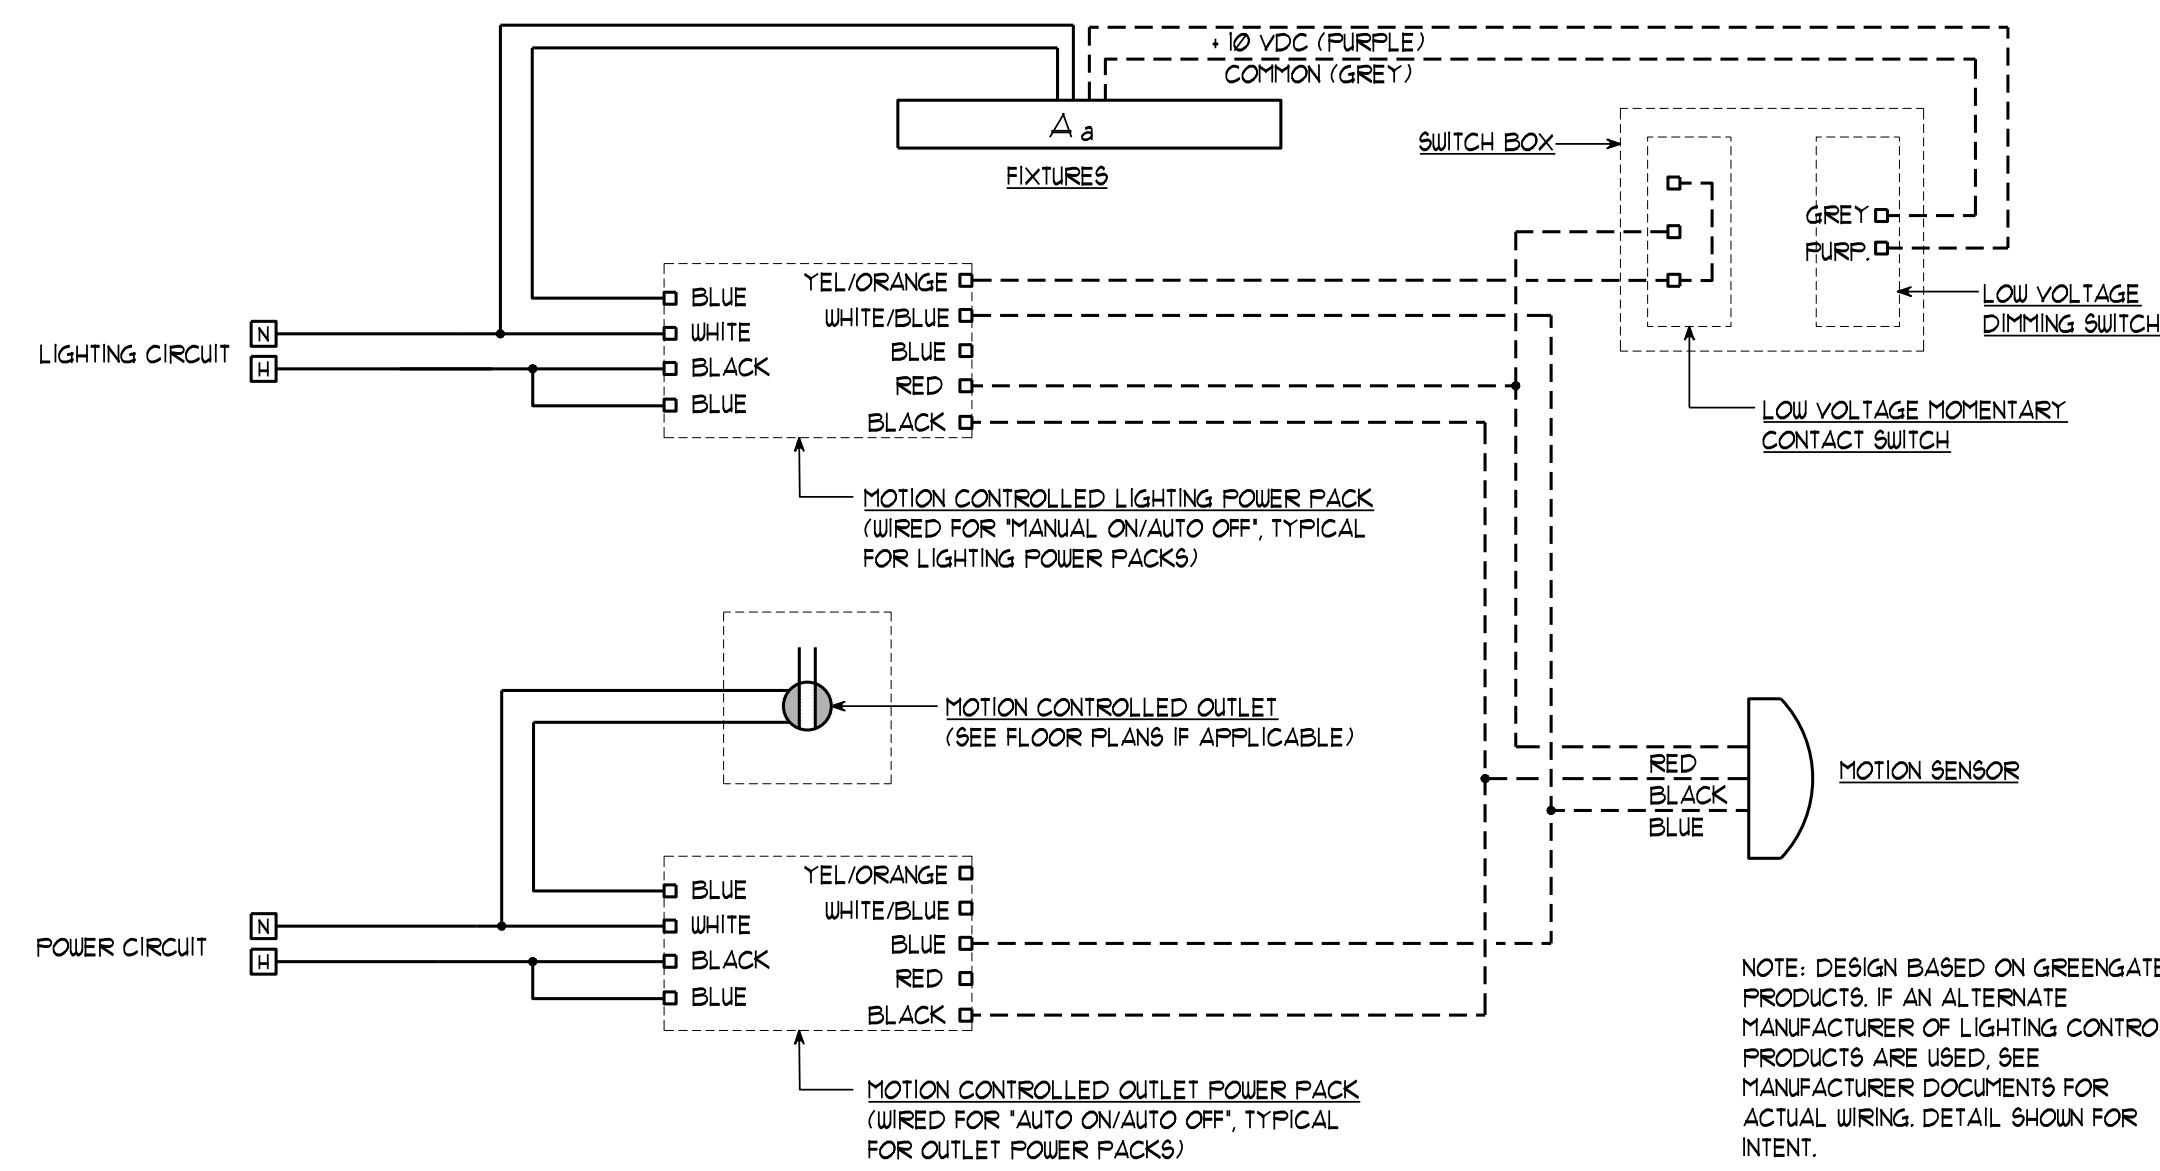 + 10 VDC (PURPLE)
COMMON (GREY)
A a
FIXTURES
SWITCH BOX
GREY
PURP.
LOW VOLTAGE
DIMMING SWITCH
LOW VOLTAGE MOMENTARY
CONTACT SWITCH
LIGHTING CIRCUIT
N
H
BLUE
WHITE
BLACK
BLUE
YEL/ORANGE
WHITE/BLUE
BLUE
RED
BLACK
MOTION CONTROLLED LIGHTING POWER PACK
(WIRED FOR "MANUAL ON/AUTO OFF", TYPICAL
FOR LIGHTING POWER PACKS)
MOTION CONTROLLED OUTLET
(SEE FLOOR PLANS IF APPLICABLE)
RED
BLACK
BLUE
MOTION SENSOR
POWER CIRCUIT
N
H
BLUE
WHITE
BLACK
BLUE
YEL/ORANGE
WHITE/BLUE
BLUE
RED
BLACK
MOTION CONTROLLED OUTLET POWER PACK
(WIRED FOR "AUTO ON/AUTO OFF", TYPICAL
FOR OUTLET POWER PACKS)
NOTE: DESIGN BASED ON GREENGATE
PRODUCTS. IF AN ALTERNATE
MANUFACTURER OF LIGHTING CONTRO
PRODUCTS ARE USED, SEE
MANUFACTURER DOCUMENTS FOR
ACTUAL WIRING. DETAIL SHOWN FOR
INTENT.